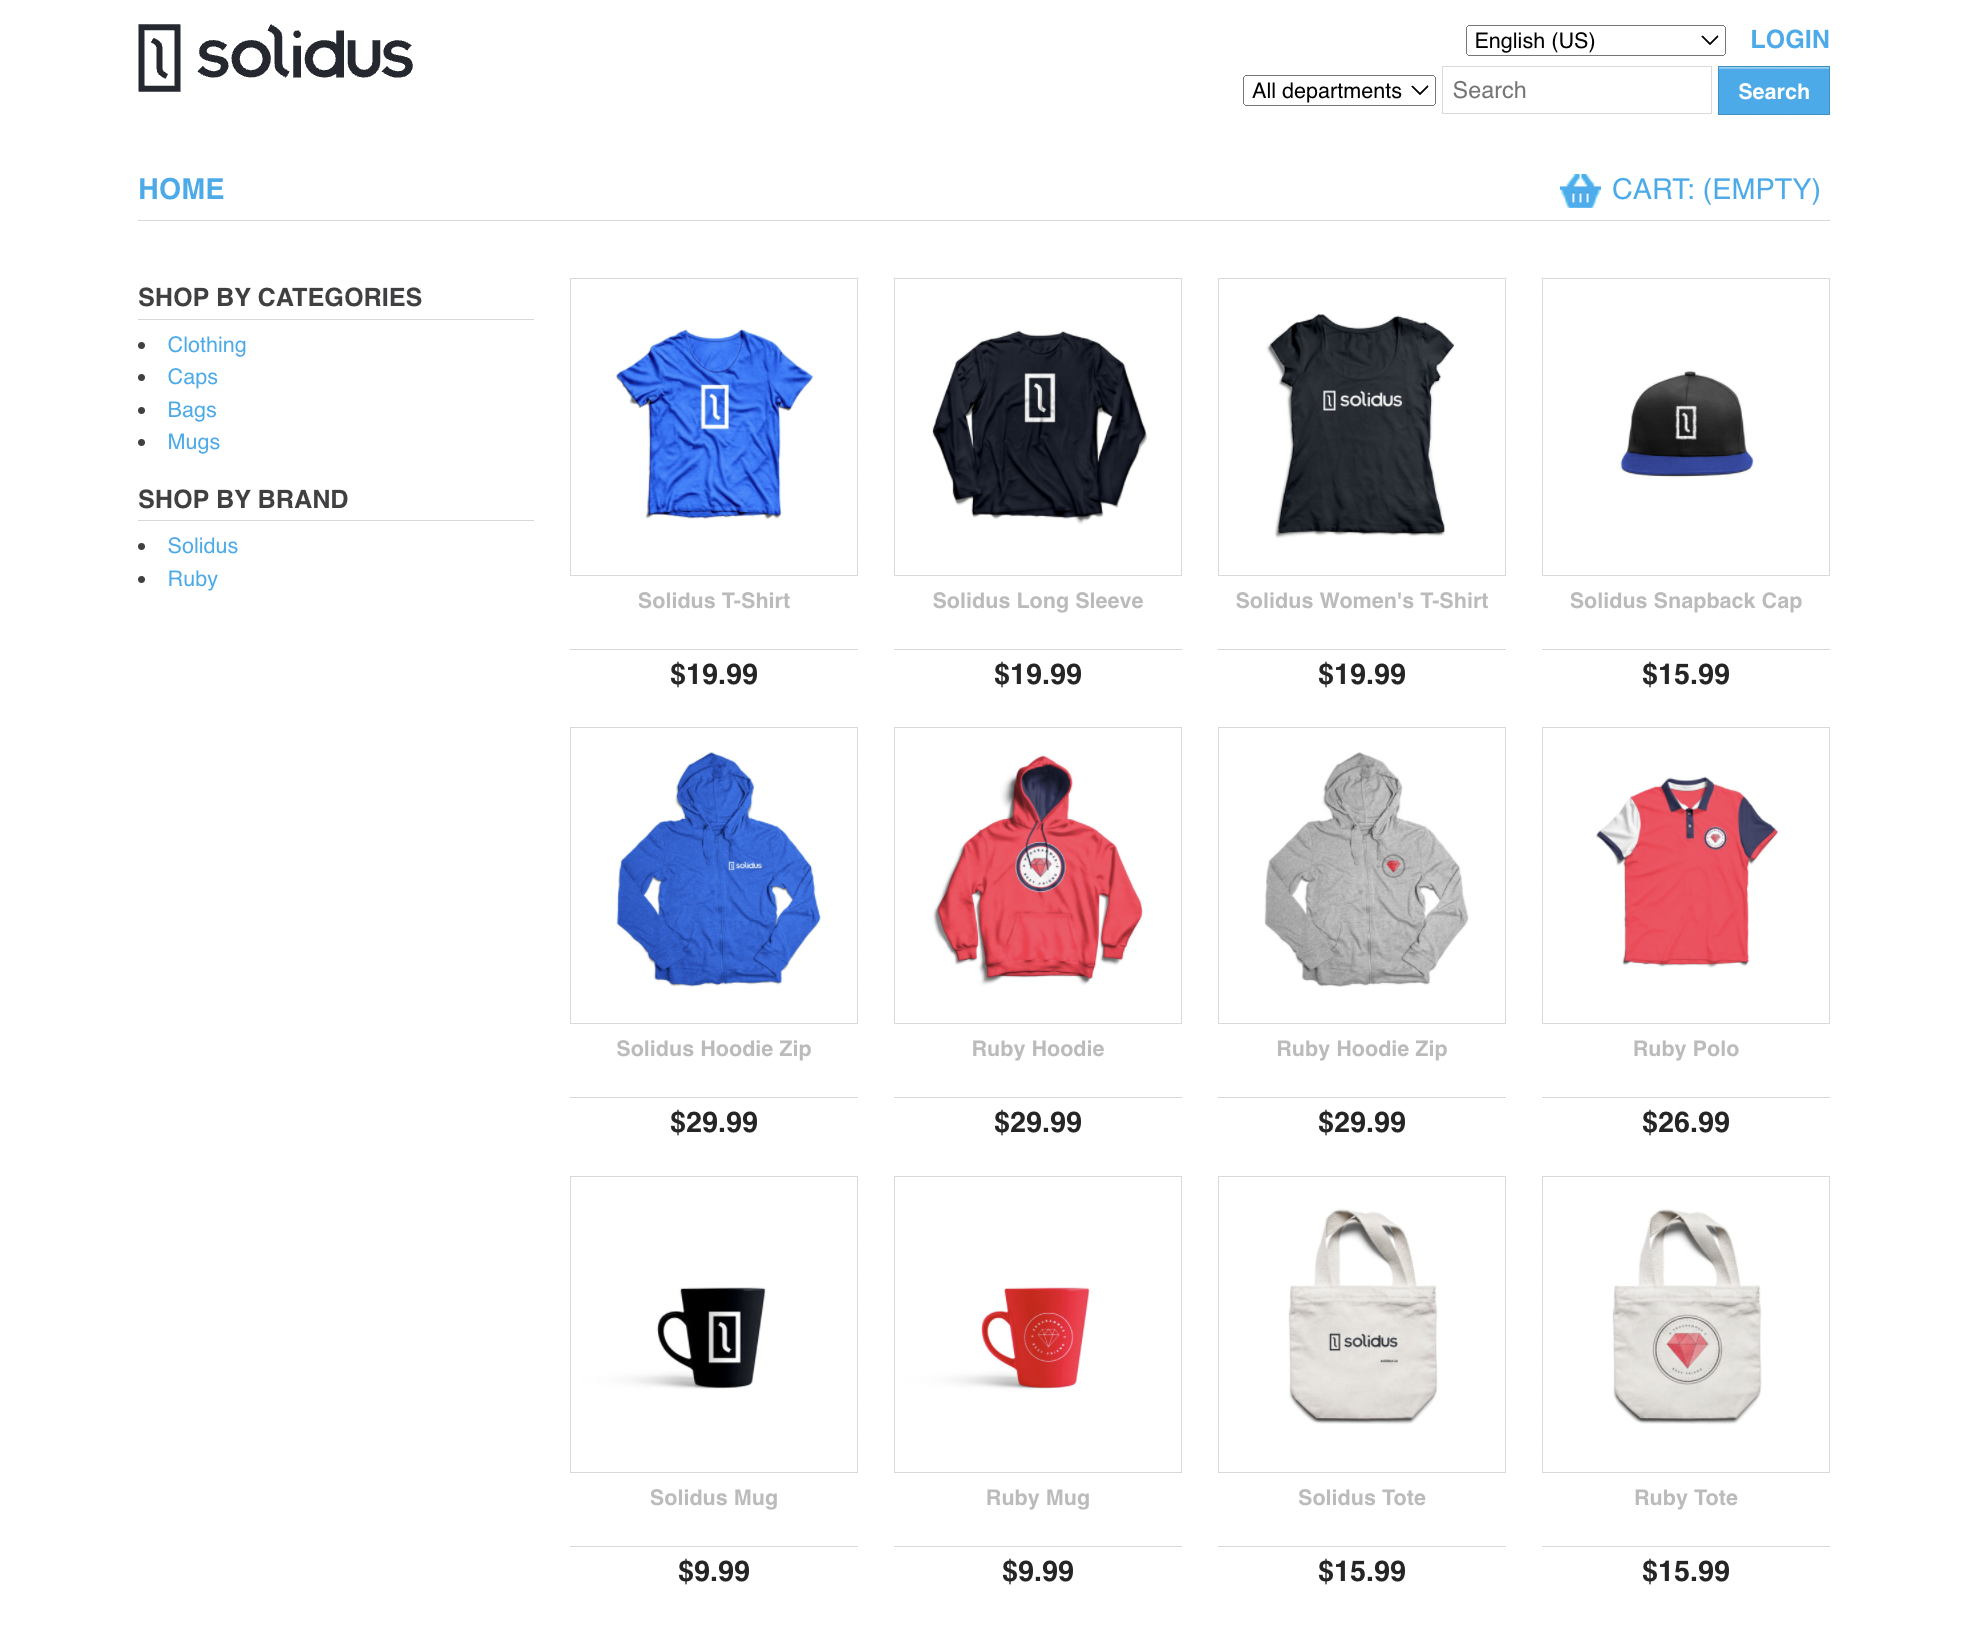 solidus
English (US)
LOGIN
All departments
Search
Search
HOME
CART: (EMPTY)
SHOP BY CATEGORIES
Clothing
Caps
Bags
Mugs
SHOP BY BRAND
Solidus
Ruby
solidus
Solidus T-Shirt
Solidus Long Sleeve
Solidus Women's T-Shirt
Solidus Snapback Cap
$19.99
$19.99
$19.99
$15.99
solidus
Solidus Hoodie Zip
Ruby Hoodie
Ruby Hoodie Zip
Ruby Polo
$29.99
$29.99
$29.99
$26.99
solidus
Solidus Mug
Ruby Mug
Solidus Tote
Ruby Tote
$9.99
$9.99
$15.99
$15.99